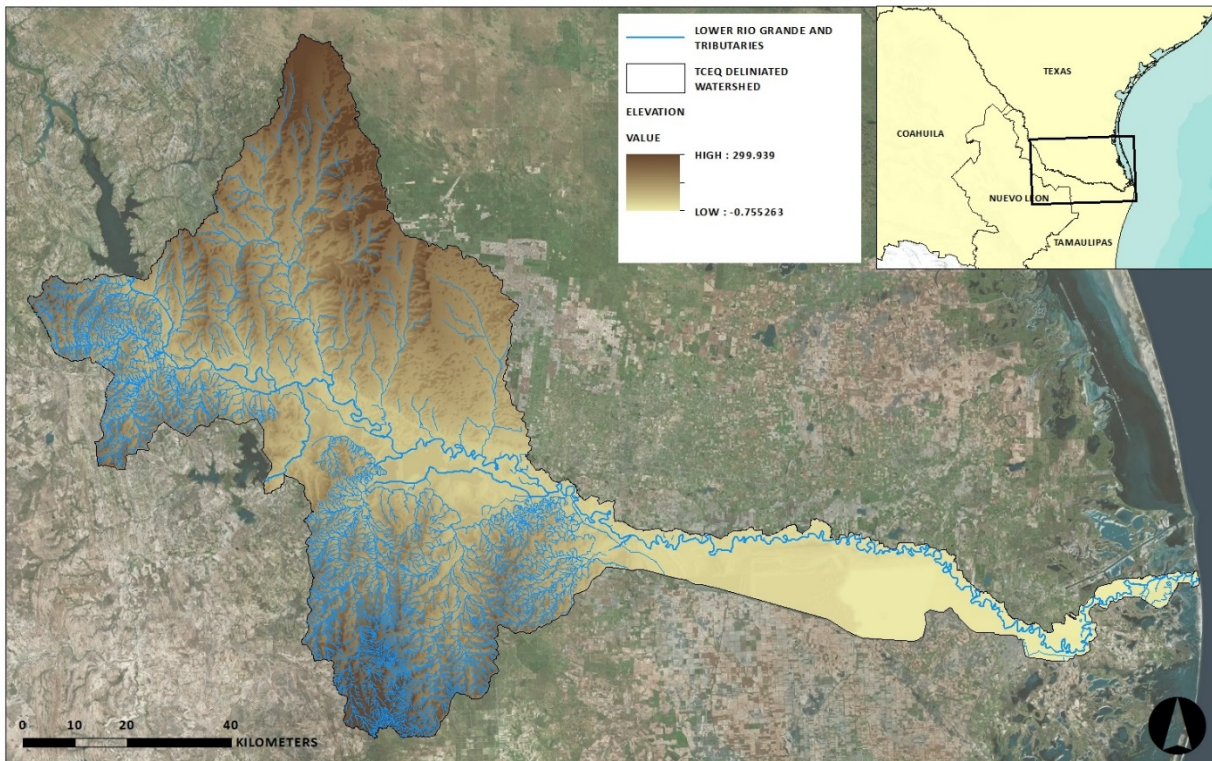 LOWER RIO GRANDE AND
TRIBUTARIES
TCEQ DELINIATED
WATERSHED
ELEVATION
VALUE
HIGH : 299.939
LOW : -0.755263
TEXAS
COAHUILA
NUEVO LEON
TAMAULIPAS
0 10 20 40
KILOMETERS